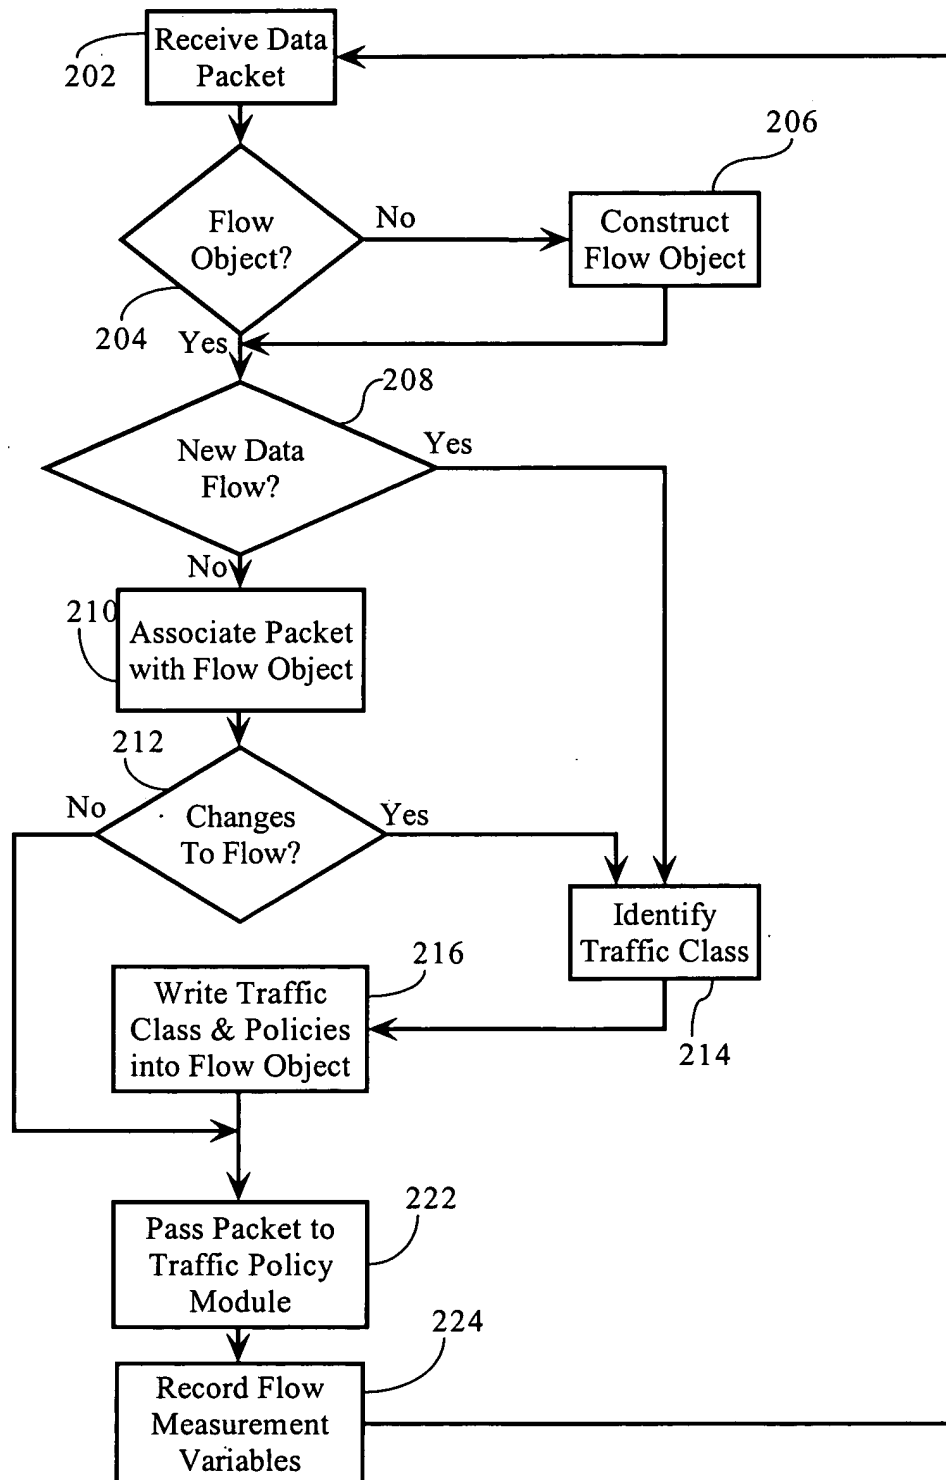 Receive Data
Packet
202
206
Flow
Object?
No
Construct
Flow Object
204
Yes
208
New Data
Flow?
Yes
No
210
Associate Packet
with Flow Object
212
No
Changes
To Flow?
Yes
Identify
Traffic Class
216
Write Traffic
Class & Policies
into Flow Object
214
222
Pass Packet to
Traffic Policy
Module
224
Record Flow
Measurement
Variables